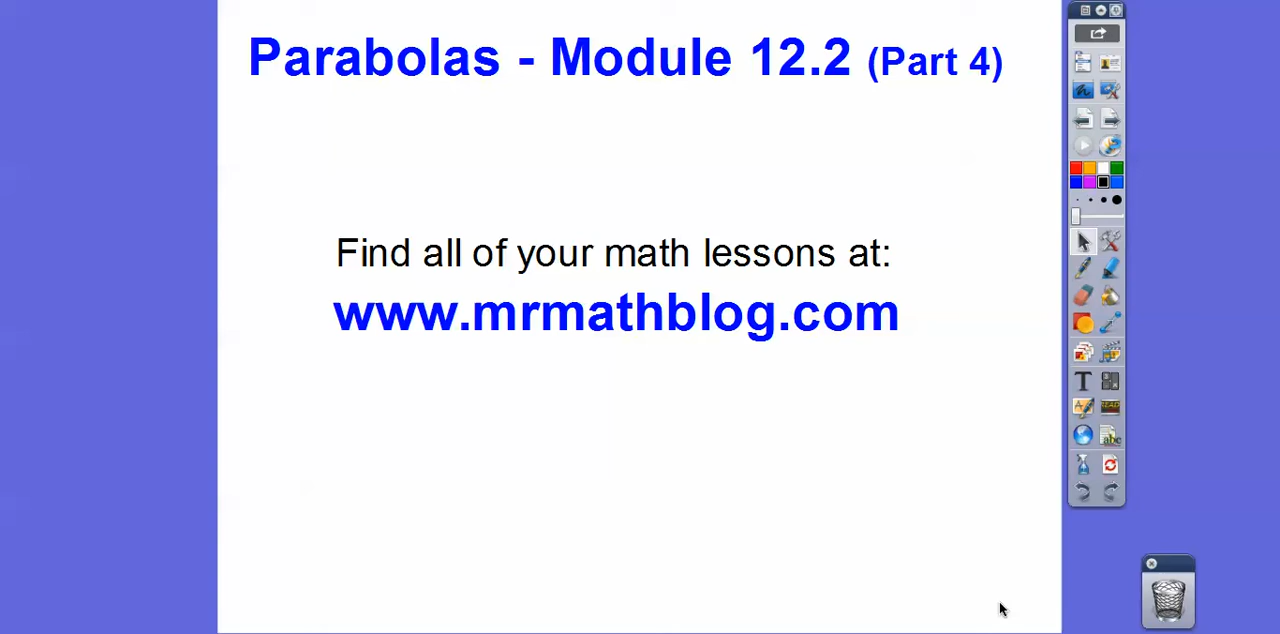 Parabolas - Module 12.2 (Part 4)
Find all of your math lessons at:
www.mrmathblog.com